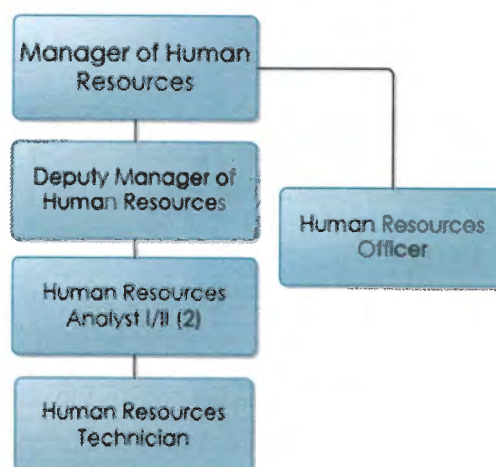 Manager of Human
Resources
Deputy Manager of
Human Resources
Human Resources
Officer
Human Resources
Analyst I/II (2)
Human Resources
Technician